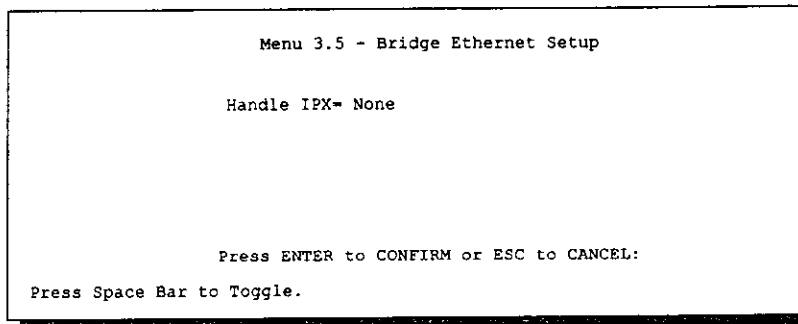 Menu 3.5 - Bridge Ethernet Setup
Handle IPX= None
Press ENTER to CONFIRM or ESC to CANCEL:
Press Space Bar to Toggle.